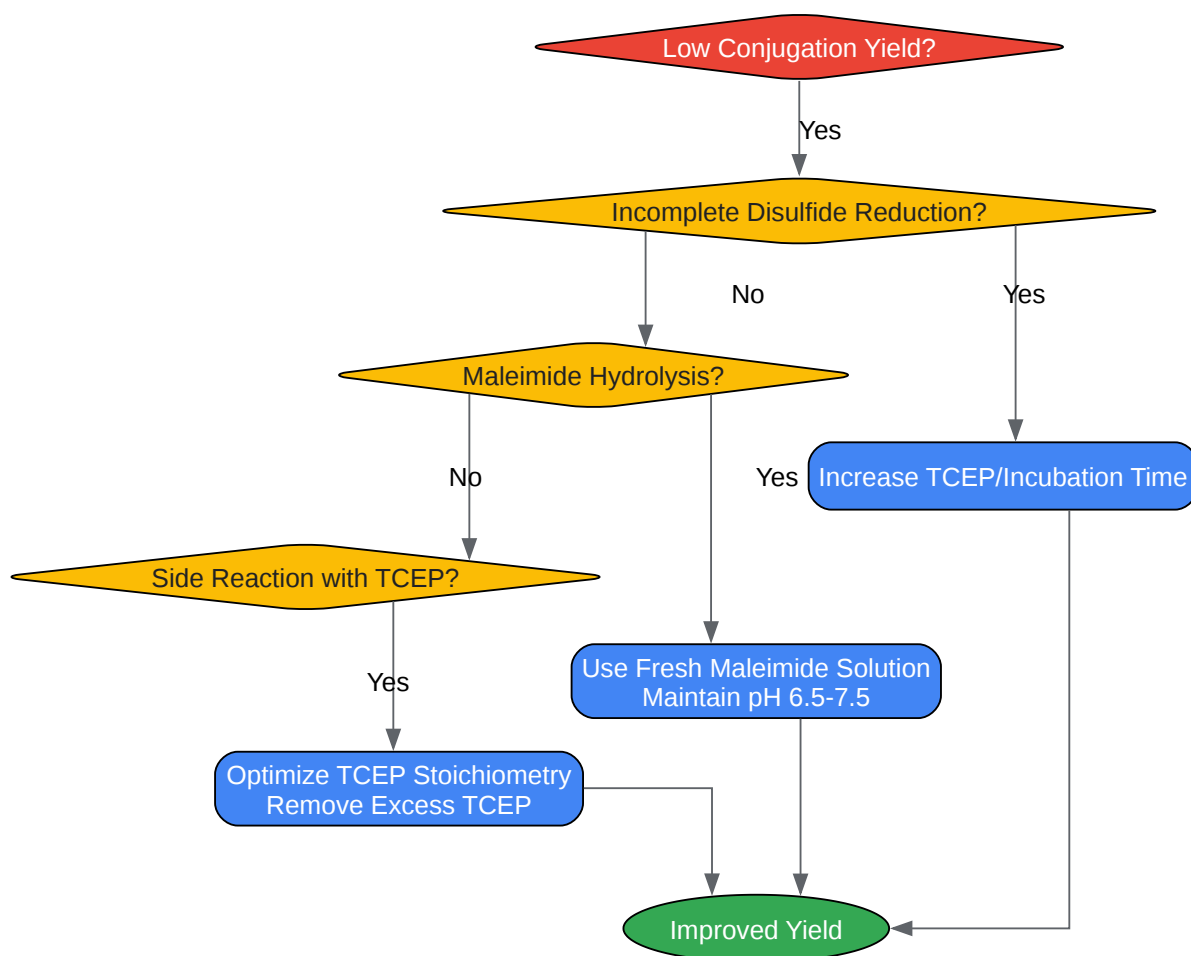 Low Conjugation Yield?
Yes
Incomplete Disulfide Reduction?
No
Yes
Maleimide Hydrolysis?
No
Yes
Increase TCEP/Incubation Time
Side Reaction with TCEP?
Yes
Use Fresh Maleimide Solution
Maintain pH 6.5-7.5
Optimize TCEP Stoichiometry
Remove Excess TCEP
Improved Yield